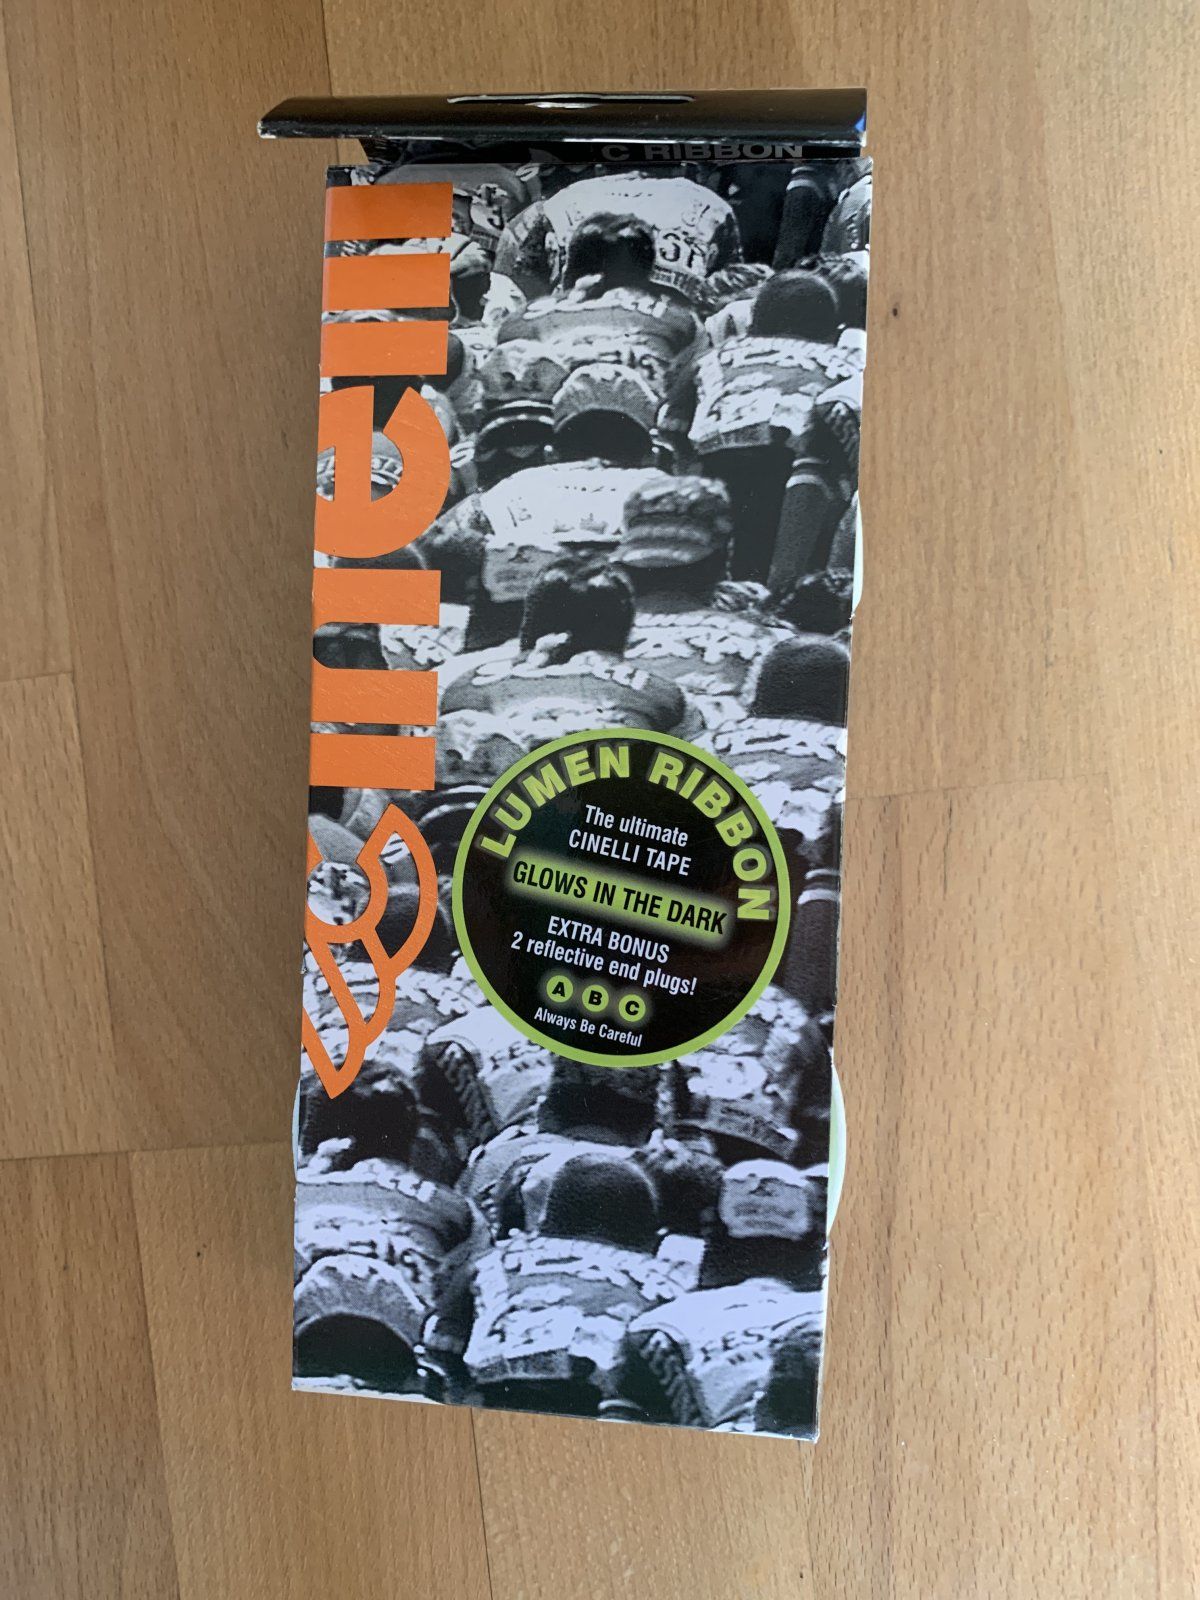 C RIBBON
cinelli
LUMEN RIBBON
The ultimate
CINELLI TAPE
GLOWS IN THE DARK
EXTRA BONUS
2 reflective end plugs!
A B C
Always Be Careful